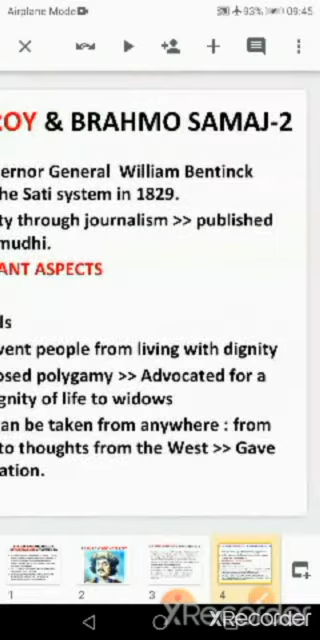 Airplane Mode 93% 09:45
OY & BRAHMO SAMAJ-2
ernor General William Bentinck
he Sati system in 1829.
ty through journalism >> published
mudhi.
ANT ASPECTS
ls
vent people from living with dignity
osed polygamy >> Advocated for a
gnity of life to widows
an be taken from anywhere : from
to thoughts from the West >> Gave
ation.
1 2 3 4
XRecorder
XRecorder